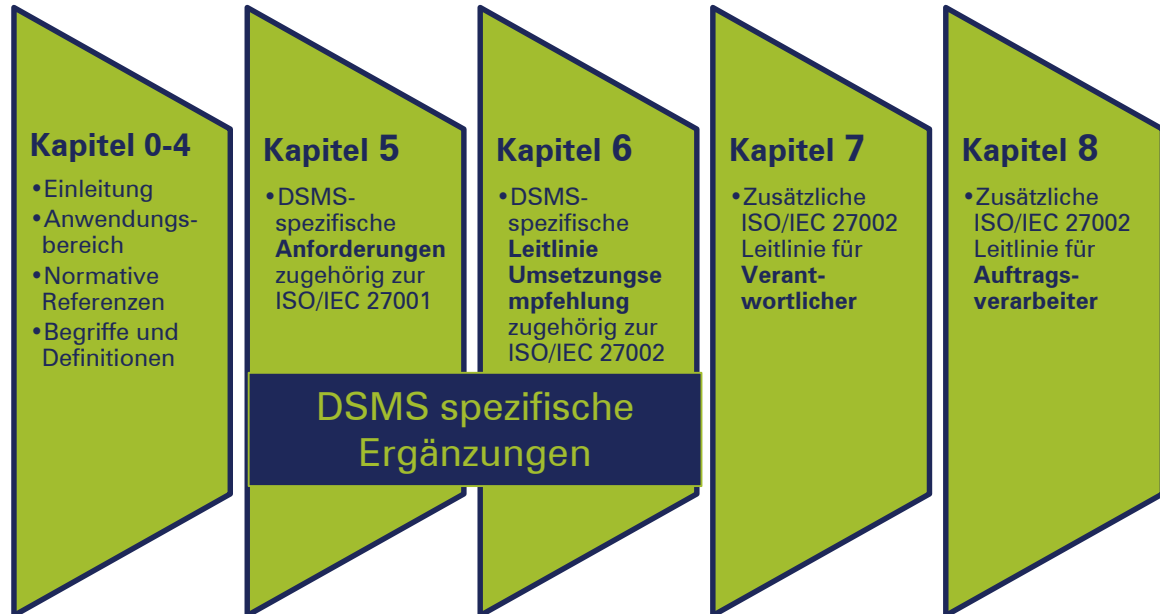 Kapitel 0-4
•Einleitung
•Anwendungs-
bereich
•Normative
Referenzen
•Begriffe und
Definitionen
Kapitel 5
•DSMS-
spezifische
Anforderungen
zugehörig zur
ISO/IEC 27001
Kapitel 6
•DSMS-
spezifische
Leitlinie
Umsetzungse
mpfehlung
zugehörig zur
ISO/IEC 27002
DSMS spezifische
Ergänzungen
Kapitel 7
•Zusätzliche
ISO/IEC 27002
Leitlinie für
Verant-
wortlicher
Kapitel 8
•Zusätzliche
ISO/IEC 27002
Leitlinie für
Auftrags-
verarbeiter